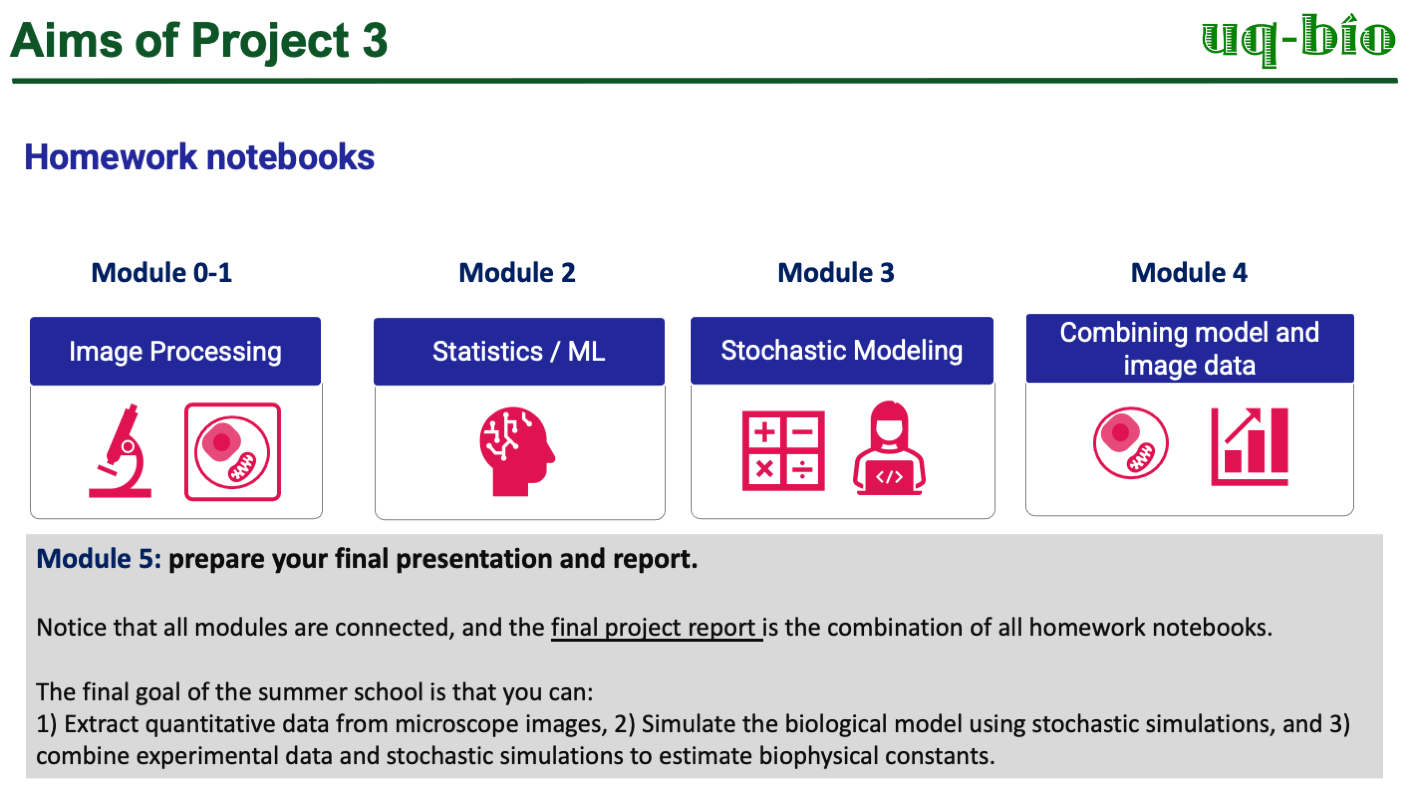 Aims of Project 3
uq-bio
Homework notebooks
Module 0-1
Module 2
Module 3
Module 4
Image Processing
Statistics / ML
Stochastic Modeling
Combining model and
image data
+ −
× ÷
</>
Module 5: prepare your final presentation and report.
Notice that all modules are connected, and the final project report is the combination of all homework notebooks.
The final goal of the summer school is that you can:
1) Extract quantitative data from microscope images, 2) Simulate the biological model using stochastic simulations, and 3)
combine experimental data and stochastic simulations to estimate biophysical constants.